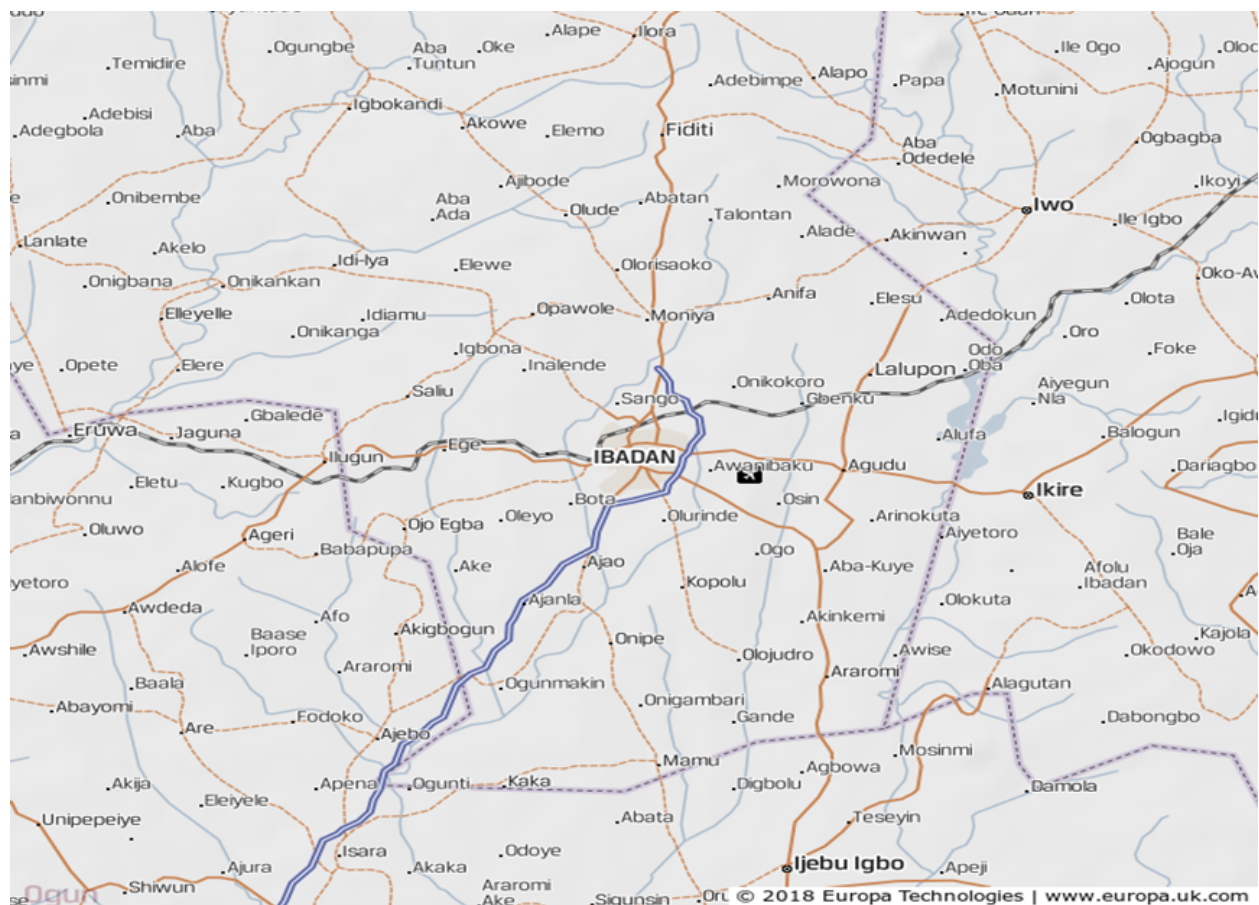 Ogungbe
Aba
Tuntun
Oke
Alape
Ilora
Ile Ogo
Temidire
Adebimpe
Alapo
Papa
Motunini
Ajogun
Adebisi
Igbokandi
Adegbola
Aba
Akowe
Elemo
Fiditi
Aba
Odedele
Ogbagba
Onibembe
Aba
Ada
Ajibode
Olude
Abatan
Morowona
Talontan
Iwo
Ikoyi
Ile Igbo
Lanlate
Akelo
Idi-Iya
Elewe
Olorisaoko
Alade
Akinwan
Onigbana
Onikankan
Oko-Aw
Elleyelle
Idiamu
Onikanga
Opawole
Moniya
Anifa
Elesu
Adedokun
Olota
Oro
Opete
Elere
Igbona
Inalende
Odo
Oba
Foke
Saliu
Sango
Onikokoro
Gbenku
Lalupon
Aiyegun
Nla
Gbalede
Eruwa
Jaguna
Ilugun
Ege
IBADAN
Awanibaku
Agudu
Alufa
Balogun
Igidu
Dariagbo
anbiwonnu
Eletu
Kugbo
Bota
Osin
Ikire
Oluwo
Ageri
Ojo Egba
Oleyo
Olurinde
Arinokuta
Aiyetoro
Bale
Oja
Babapupa
yetoro
Alofe
Ake
Ajao
Ogo
Kopolu
Aba-Kuye
Afolu
Ibadan
Awdeda
Afo
Ajanla
Akinkemi
Olokuta
Awshile
Baase
Iporo
Akigbogun
Onipe
Olojudro
Awise
Okodowo
Kajola
Baala
Araromi
Ogunmakin
Onigambari
Araromi
Alagutan
Abayomi
Are
Fodoko
Ajebo
Gande
Dabongbo
Mosinmi
Akija
Apena
Ogunti
Kaka
Mamu
Agbowa
Digbolu
Damola
Eleiyele
Unipepeiye
Abata
Teseyin
Isara
Ajura
Akaka
Odoye
Ijebu Igbo
Apeji
Ogun
Shiwun
Araromi
Ake
Sigunsin
Oru
© 2018 Europa Technologies | www.europa.uk.com